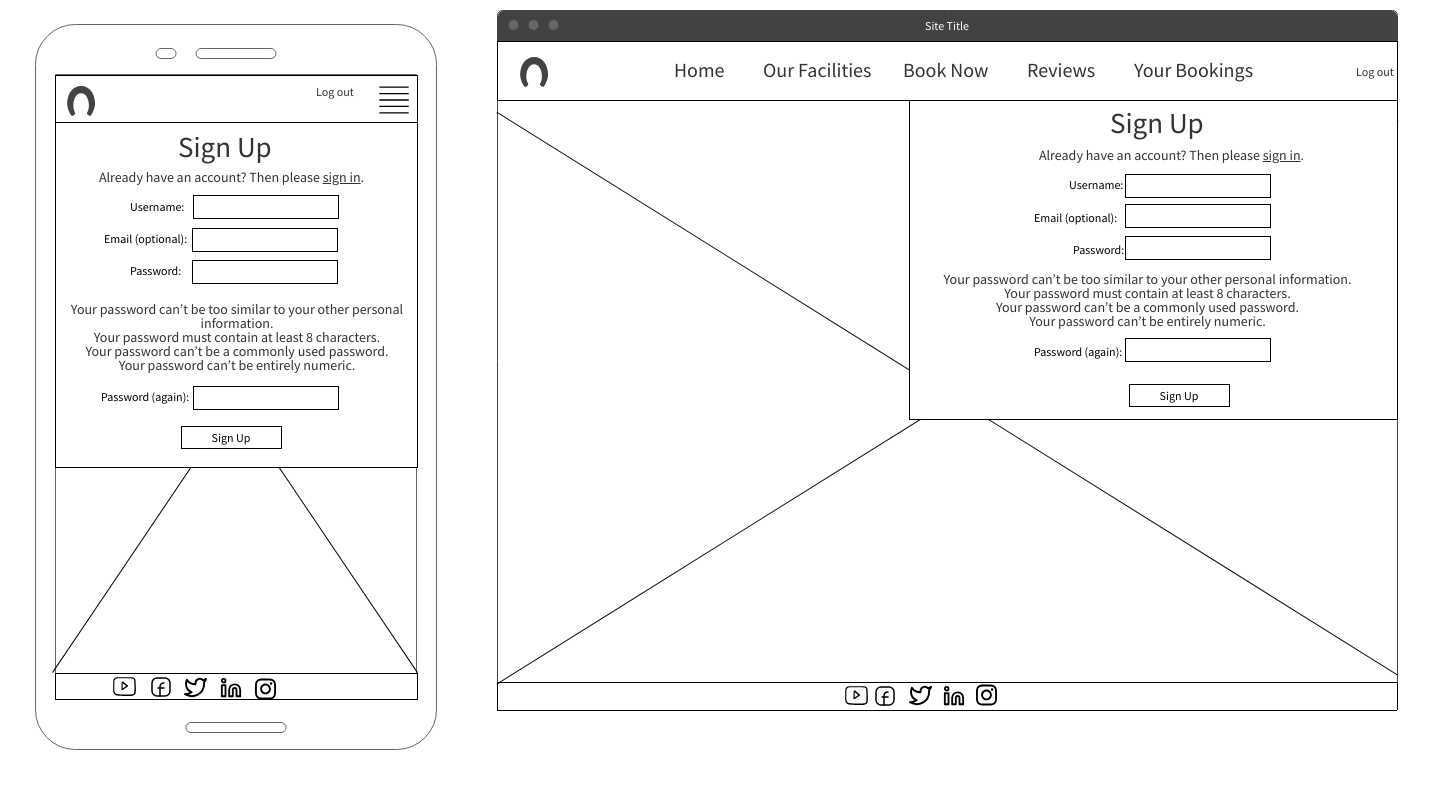 Log out
Sign Up
Already have an account? Then please sign in.
Username:
Email (optional):
Password:
Your password can’t be too similar to your other personal
information.
Your password must contain at least 8 characters.
Your password can’t be a commonly used password.
Your password can’t be entirely numeric.
Password (again):
Sign Up
Site Title
Home Our Facilities Book Now Reviews Your Bookings Log out
Sign Up
Already have an account? Then please sign in.
Username:
Email (optional):
Password:
Your password can’t be too similar to your other personal information.
Your password must contain at least 8 characters.
Your password can’t be a commonly used password.
Your password can’t be entirely numeric.
Password (again):
Sign Up